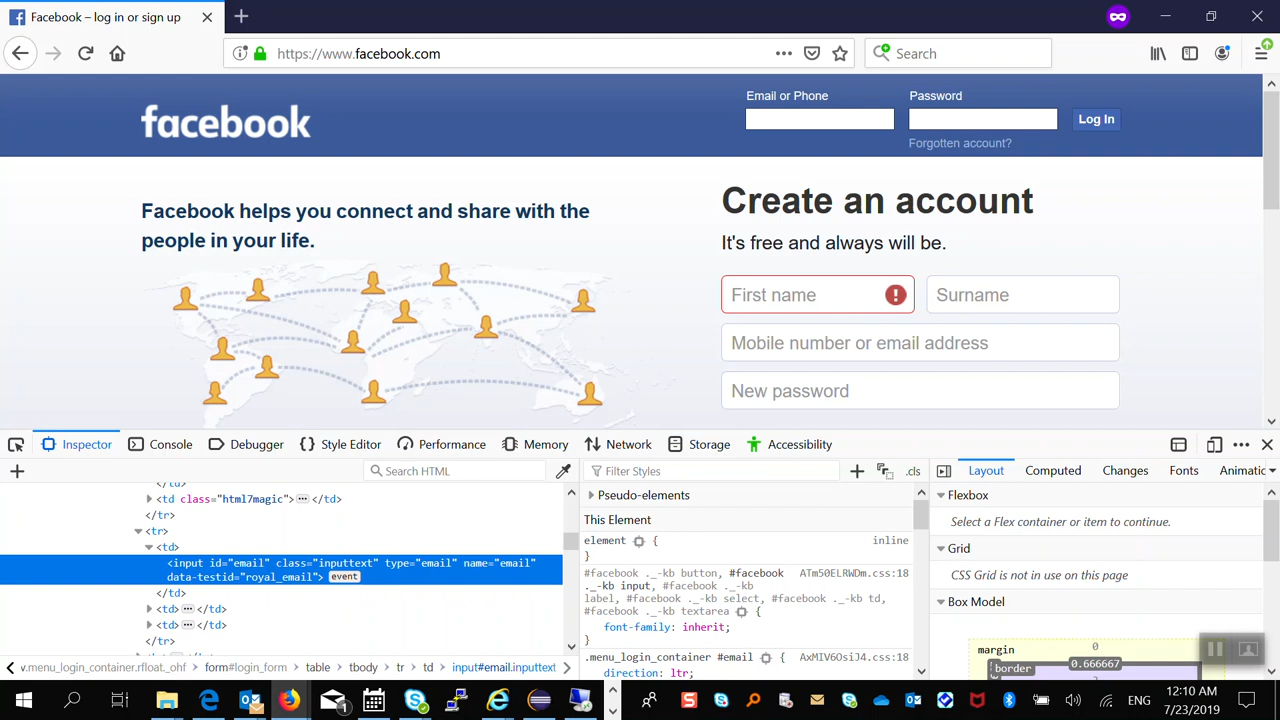 Facebook – log in or sign up
https://www.facebook.com
Search
facebook
Email or Phone
Password
Log In
Forgotten account?
Facebook helps you connect and share with the
people in your life.
Create an account
It's free and always will be.
First name
Surname
Mobile number or email address
New password
Inspector
Console
Debugger
Style Editor
Performance
Memory
Network
Storage
Accessibility
Search HTML
Filter Styles
.cls
Layout
Computed
Changes
Fonts
Animatic
</td>
<td class="html7magic"> </td>
</tr>
<tr>
<td>
<input id="email" class="inputtext" type="email" name="email"
data-testid="royal_email"> event
</td>
<td> </td>
<td> </td>
</tr>
.menu_login_container.rfloat._ohf
form#login_form
table
tbody
tr
td
input#email.inputtext
Pseudo-elements
This Element
element {
inline
}
#facebook ._-kb button, #facebook
ATm50ELRWDm.css:18
._-kb input, #facebook ._-kb
label, #facebook ._-kb select, #facebook ._-kb td,
#facebook ._-kb textarea {
font-family: inherit;
}
.menu_login_container #email {
AxMIV6OsiJ4.css:18
direction: ltr;
Flexbox
Select a Flex container or item to continue.
Grid
CSS Grid is not in use on this page
Box Model
margin
0
border
0.666667
1
ENG
12:10 AM
7/23/2019